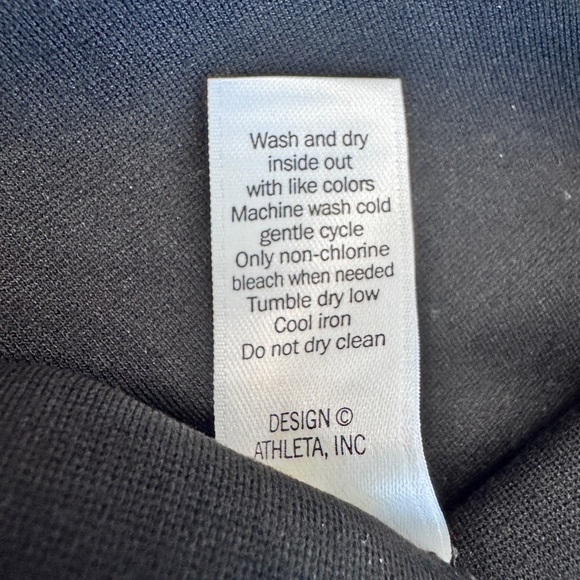 Wash and dry
inside out
with like colors
Machine wash cold
gentle cycle
Only non-chlorine
bleach when needed
Tumble dry low
Cool iron
Do not dry clean
DESIGN ©
ATHLETA, INC